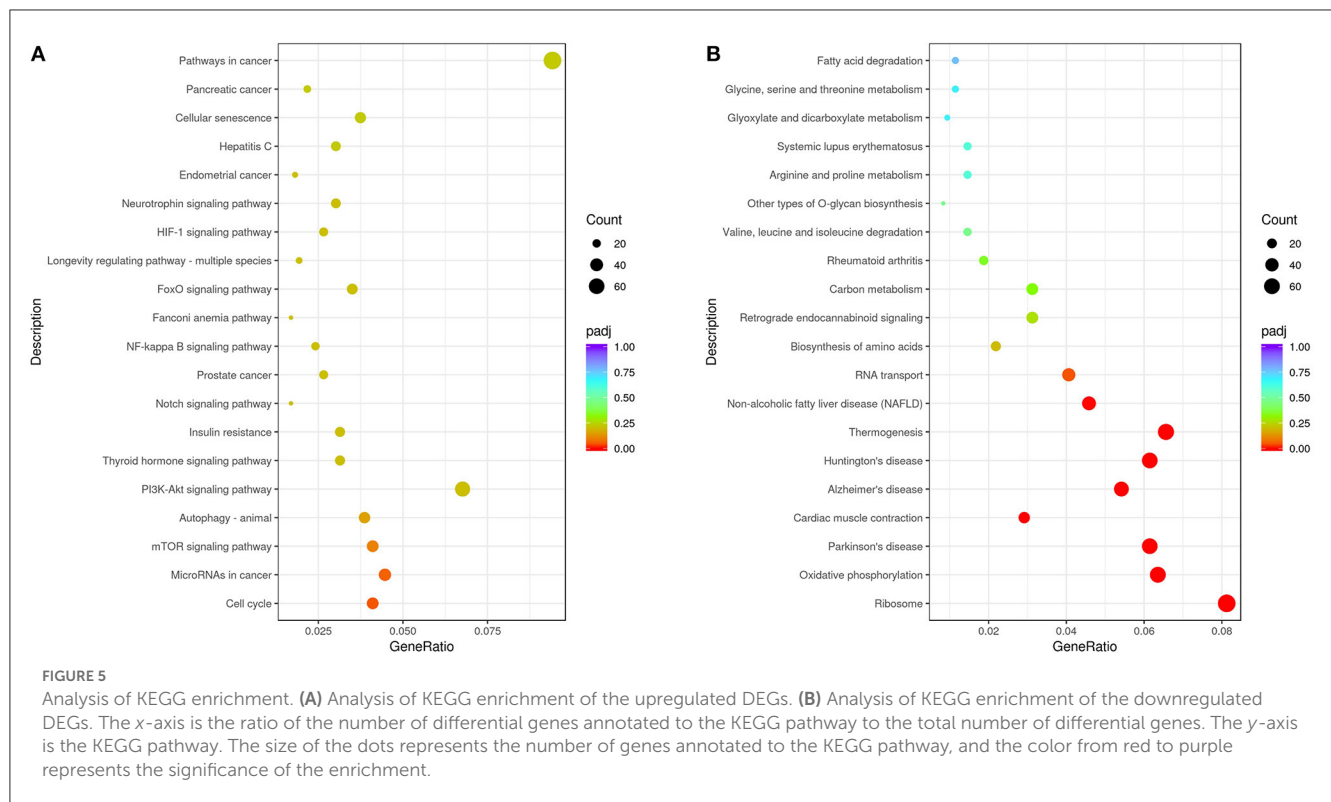 A
Description
Pathways in cancer
Pancreatic cancer
Cellular senescence
Hepatitis C
Endometrial cancer
Neurotrophin signaling pathway
HIF-1 signaling pathway
Longevity regulating pathway - multiple species
FoxO signaling pathway
Fanconi anemia pathway
NF-kappa B signaling pathway
Prostate cancer
Notch signaling pathway
Insulin resistance
Thyroid hormone signaling pathway
PI3K-Akt signaling pathway
Autophagy - animal
mTOR signaling pathway
MicroRNAs in cancer
Cell cycle
0.025 0.050 0.075
GeneRatio
Count
20
40
60
padj
1.00
0.75
0.50
0.25
0.00
B
Description
Fatty acid degradation
Glycine, serine and threonine metabolism
Glyoxylate and dicarboxylate metabolism
Systemic lupus erythematosus
Arginine and proline metabolism
Other types of O-glycan biosynthesis
Valine, leucine and isoleucine degradation
Rheumatoid arthritis
Carbon metabolism
Retrograde endocannabinoid signaling
Biosynthesis of amino acids
RNA transport
Non-alcoholic fatty liver disease (NAFLD)
Thermogenesis
Huntington's disease
Alzheimer's disease
Cardiac muscle contraction
Parkinson's disease
Oxidative phosphorylation
Ribosome
0.02 0.04 0.06 0.08
GeneRatio
Count
20
40
60
padj
1.00
0.75
0.50
0.25
0.00
FIGURE 5
Analysis of KEGG enrichment. (A) Analysis of KEGG enrichment of the upregulated DEGs. (B) Analysis of KEGG enrichment of the downregulated
DEGs. The x-axis is the ratio of the number of differential genes annotated to the KEGG pathway to the total number of differential genes. The y-axis
is the KEGG pathway. The size of the dots represents the number of genes annotated to the KEGG pathway, and the color from red to purple
represents the significance of the enrichment.